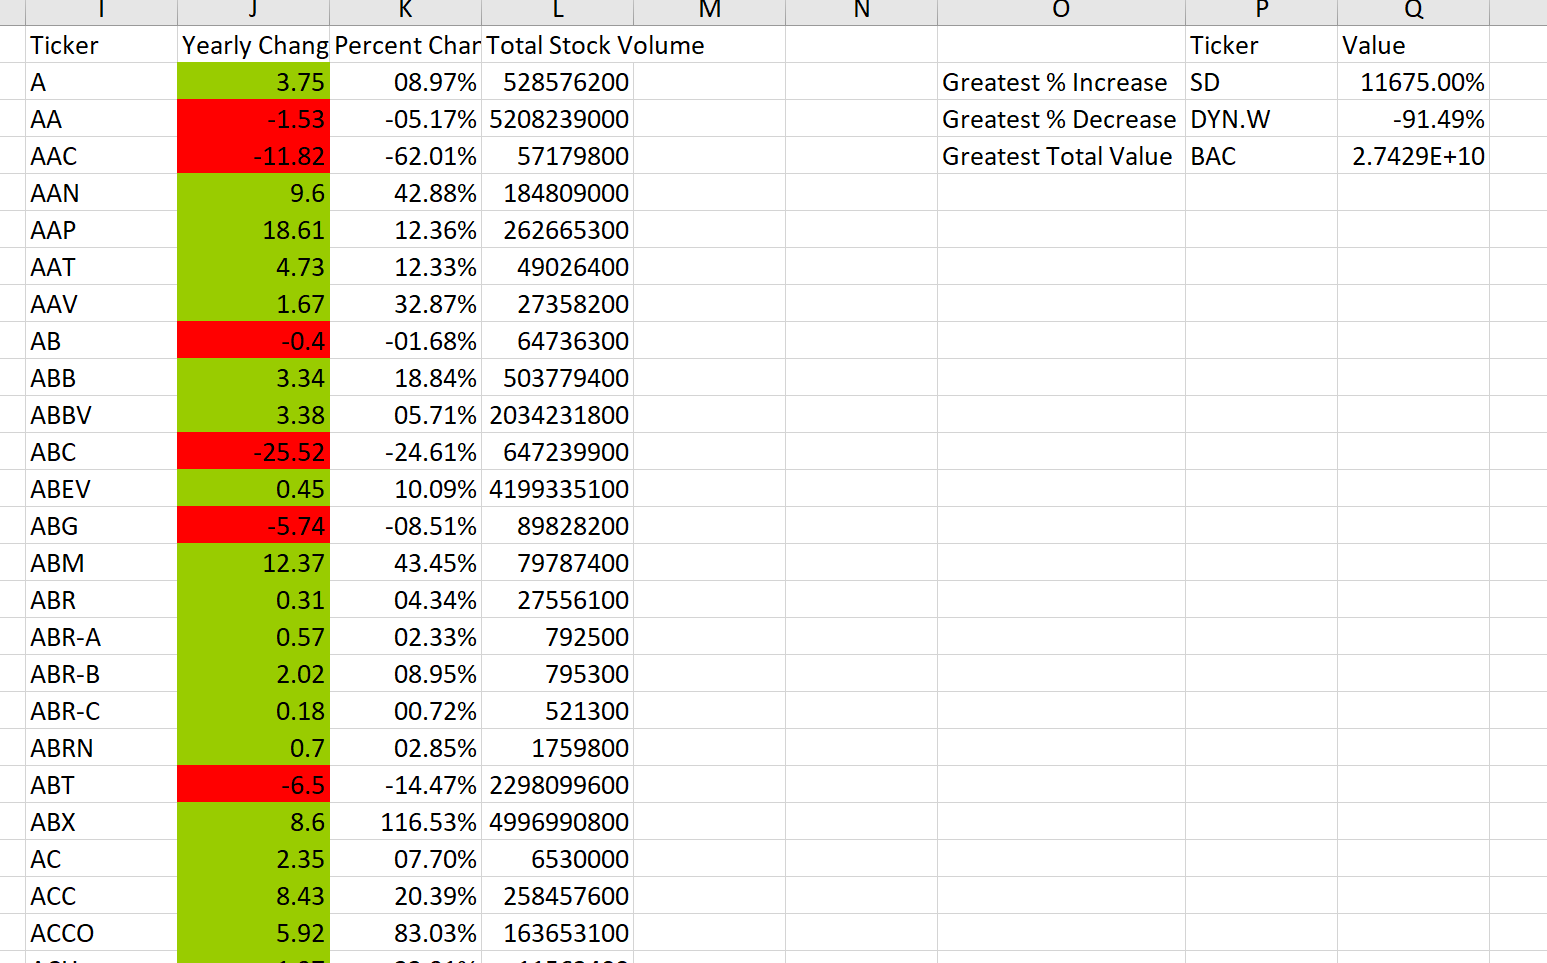 I J K L M N O P Q
Ticker Yearly Chang Percent Char Total Stock Volume Ticker Value
A 3.75 08.97% 528576200 Greatest % Increase SD 11675.00%
AA -1.53 -05.17% 5208239000 Greatest % Decrease DYN.W -91.49%
AAC -11.82 -62.01% 57179800 Greatest Total Value BAC 2.7429E+10
AAN 9.6 42.88% 184809000
AAP 18.61 12.36% 262665300
AAT 4.73 12.33% 49026400
AAV 1.67 32.87% 27358200
AB -0.4 -01.68% 64736300
ABB 3.34 18.84% 503779400
ABBV 3.38 05.71% 2034231800
ABC -25.52 -24.61% 647239900
ABEV 0.45 10.09% 4199335100
ABG -5.74 -08.51% 89828200
ABM 12.37 43.45% 79787400
ABR 0.31 04.34% 27556100
ABR-A 0.57 02.33% 792500
ABR-B 2.02 08.95% 795300
ABR-C 0.18 00.72% 521300
ABRN 0.7 02.85% 1759800
ABT -6.5 -14.47% 2298099600
ABX 8.6 116.53% 4996990800
AC 2.35 07.70% 6530000
ACC 8.43 20.39% 258457600
ACCO 5.92 83.03% 163653100